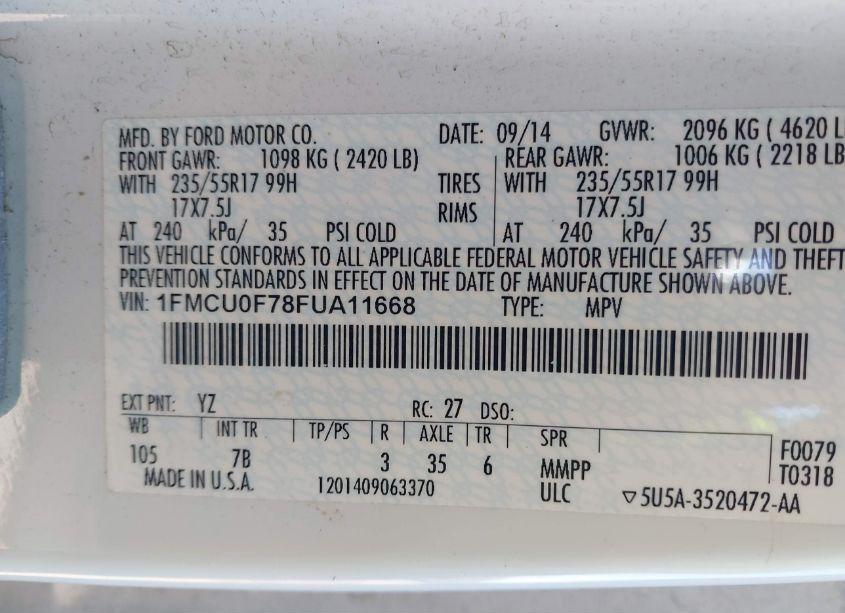 MFD. BY FORD MOTOR CO. DATE: 09/14 GVWR: 2096 KG ( 4620 L
FRONT GAWR: 1098 KG ( 2420 LB) REAR GAWR: 1006 KG ( 2218 LB
WITH 235/55R17 99H TIRES WITH 235/55R17 99H
17X7.5J RIMS 17X7.5J
AT 240 kPa/ 35 PSI COLD AT 240 kPa/ 35 PSI COLD
THIS VEHICLE CONFORMS TO ALL APPLICABLE FEDERAL MOTOR VEHICLE SAFETY AND THEFT
PREVENTION STANDARDS IN EFFECT ON THE DATE OF MANUFACTURE SHOWN ABOVE.
VIN: 1FMCU0F78FUA11668 TYPE: MPV
EXT PNT: YZ RC: 27 DSO:
WB INT TR TP/PS R AXLE TR SPR
105 7B 3 35 6 MMPP
F0079
T0318
MADE IN U.S.A. 1201409063370 ULC ▽5U5A-3520472-AA